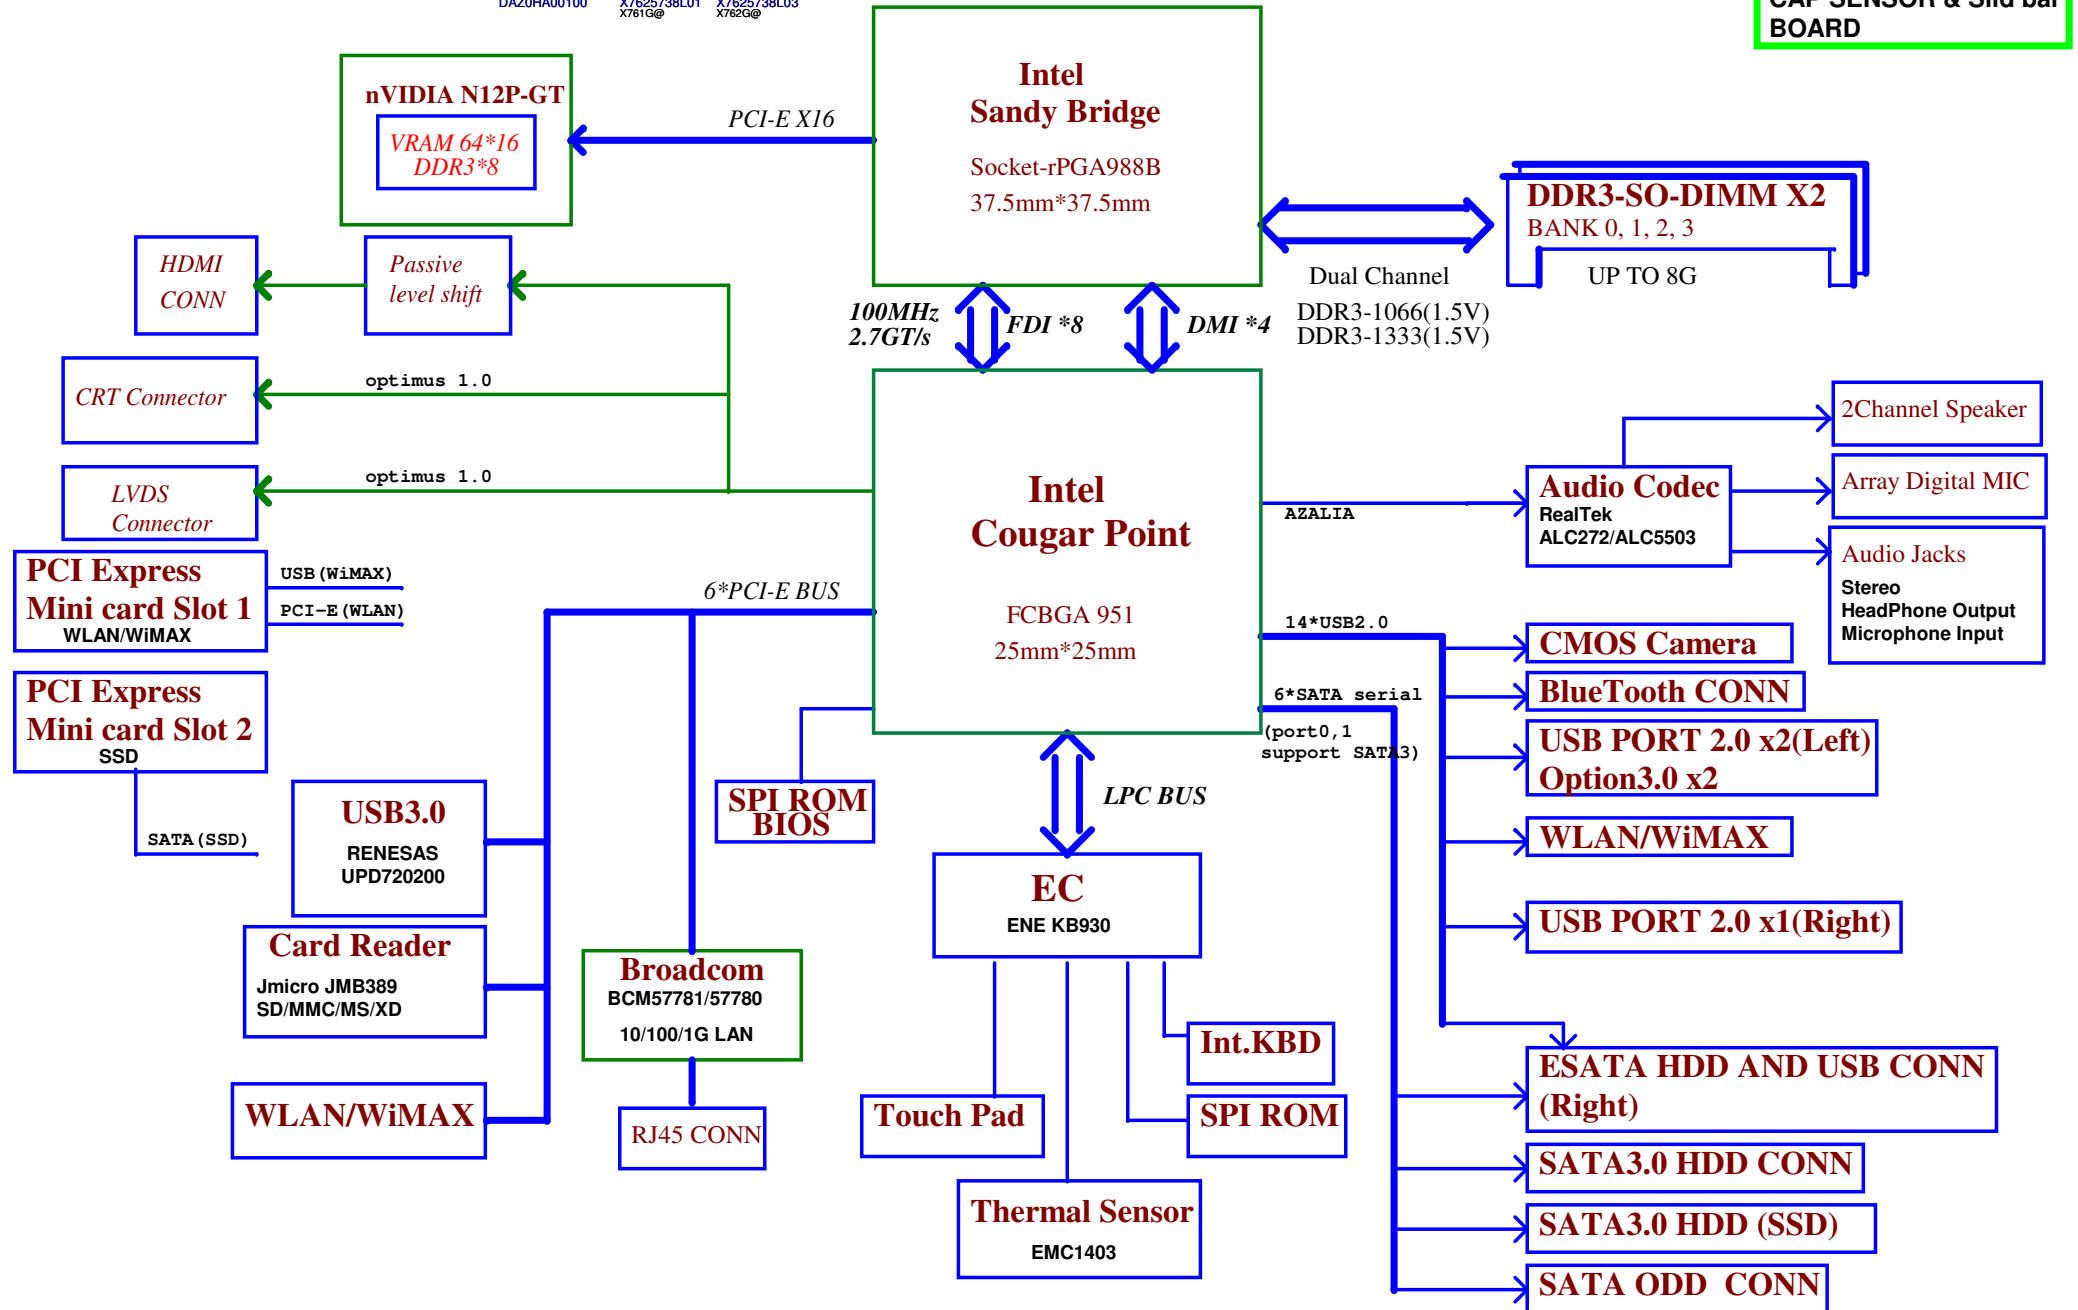 DAZ0HA00100
X7625738L01 X7625738L03
X761G@ X762G@
BOARD
nVIDIA N12P-GT
VRAM 64*16
DDR3*8
PCI-E X16
Intel
Sandy Bridge
Socket-rPGA988B
37.5mm*37.5mm
DDR3-SO-DIMM X2
BANK 0, 1, 2, 3
UP TO 8G
Dual Channel
DDR3-1066(1.5V)
DDR3-1333(1.5V)
HDMI
CONN
Passive
level shift
100MHz
2.7GT/s
FDI *8
DMI *4
CRT Connector
optimus 1.0
LVDS
Connector
optimus 1.0
Intel
Cougar Point
FCBGA 951
25mm*25mm
AZALIA
Audio Codec
RealTek
ALC272/ALC5503
2Channel Speaker
Array Digital MIC
Audio Jacks
Stereo
HeadPhone Output
Microphone Input
PCI Express
Mini card Slot 1
WLAN/WiMAX
USB(WiMAX)
PCI-E(WLAN)
6*PCI-E BUS
14*USB2.0
CMOS Camera
BlueTooth CONN
PCI Express
Mini card Slot 2
SSD
SATA(SSD)
6*SATA serial
(port0,1
support SATA3)
USB PORT 2.0 x2(Left)
Option3.0 x2
WLAN/WiMAX
USB PORT 2.0 x1(Right)
USB3.0
RENESAS
UPD720200
SPI ROM
BIOS
LPC BUS
EC
ENE KB930
Card Reader
Jmicro JMB389
SD/MMC/MS/XD
Broadcom
BCM57781/57780
10/100/1G LAN
WLAN/WiMAX
RJ45 CONN
Int.KBD
Touch Pad
SPI ROM
Thermal Sensor
EMC1403
ESATA HDD AND USB CONN
(Right)
SATA3.0 HDD CONN
SATA3.0 HDD (SSD)
SATA ODD CONN